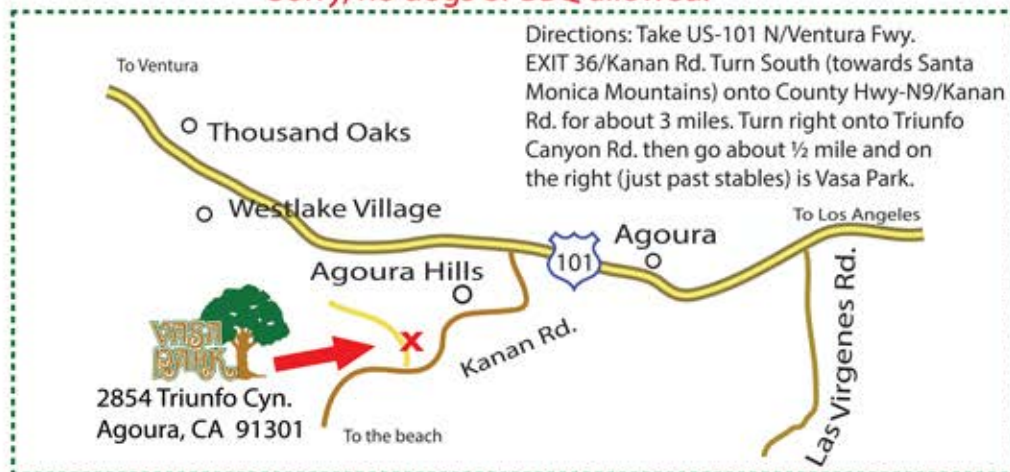 Directions: Take US-101 N/Ventura Fwy.
EXIT 36/Kanan Rd. Turn South (towards Santa
Monica Mountains) onto County Hwy-N9/Kanan
Rd. for about 3 miles. Turn right onto Triunfo
Canyon Rd. then go about ½ mile and on
the right (just past stables) is Vasa Park.
To Ventura
Thousand Oaks
Westlake Village
To Los Angeles
Agoura
101
Agoura Hills
Las Virgenes Rd.
Kanan Rd.
X
VASA
PARK
2854 Triunfo Cyn.
Agoura, CA 91301
To the beach